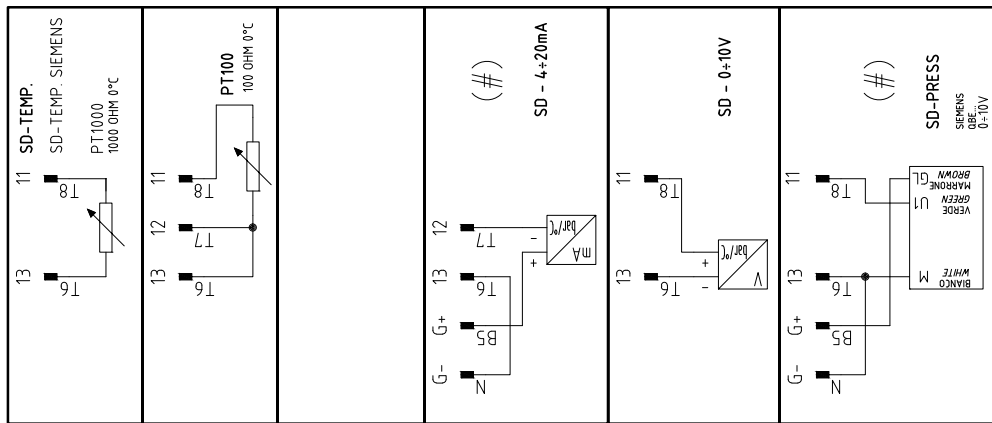 SD-TEMP.
SD-TEMP. SIEMENS
PT1000
1000 OHM 0°C
11
T8
13
T6
PT100
100 OHM 0°C
11
T8
12
T7
13
T6
(#)
SD - 4÷20mA
12
T7
13
T6
G+
B5
G-
N
-
+
bar/°C
mA
SD - 0÷10V
11
T8
13
T6
+
-
bar/°C
V
(#)
SD-PRESS
SIEMENS
QBE...
0÷10V
11
T8
13
T6
G+
B5
G-
N
GL
MARRONE
BROWN
U1
VERDE
GREEN
M
BIANCO
WHITE